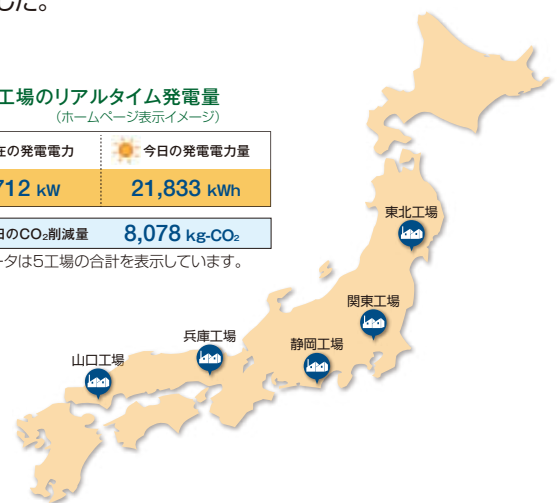 した。
工場のリアルタイム発電量
(ホームページ表示イメージ)
在の発電電力
今日の発電電力量
712 kW
21,833 kWh
日のCO₂削減量
8,078 kg-CO₂
ータは5工場の合計を表示しています。
東北工場
関東工場
兵庫工場
静岡工場
山口工場